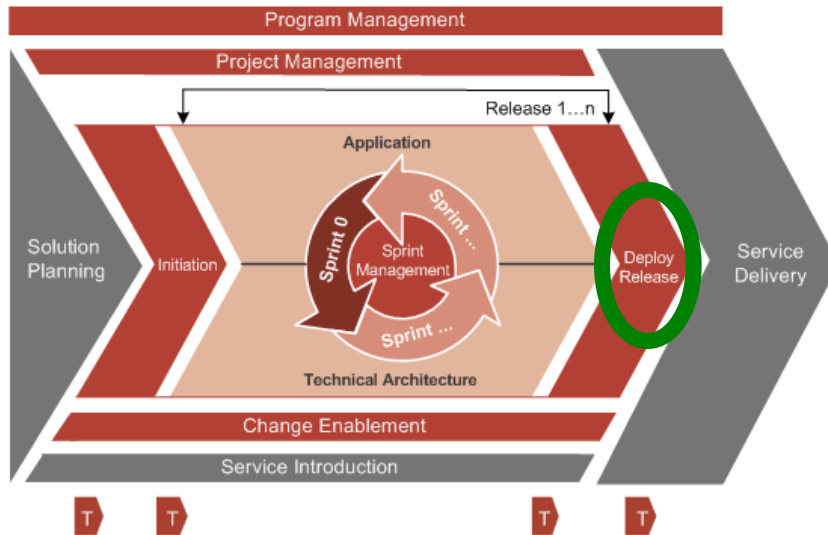 Program Management
Project Management
Release 1...n
Application
Solution
Planning
Initiation
Sprint 0
Sprint ...
Sprint
Management
Sprint ...
Deploy
Release
Service
Delivery
Technical Architecture
Change Enablement
Service Introduction
T
T
T
T